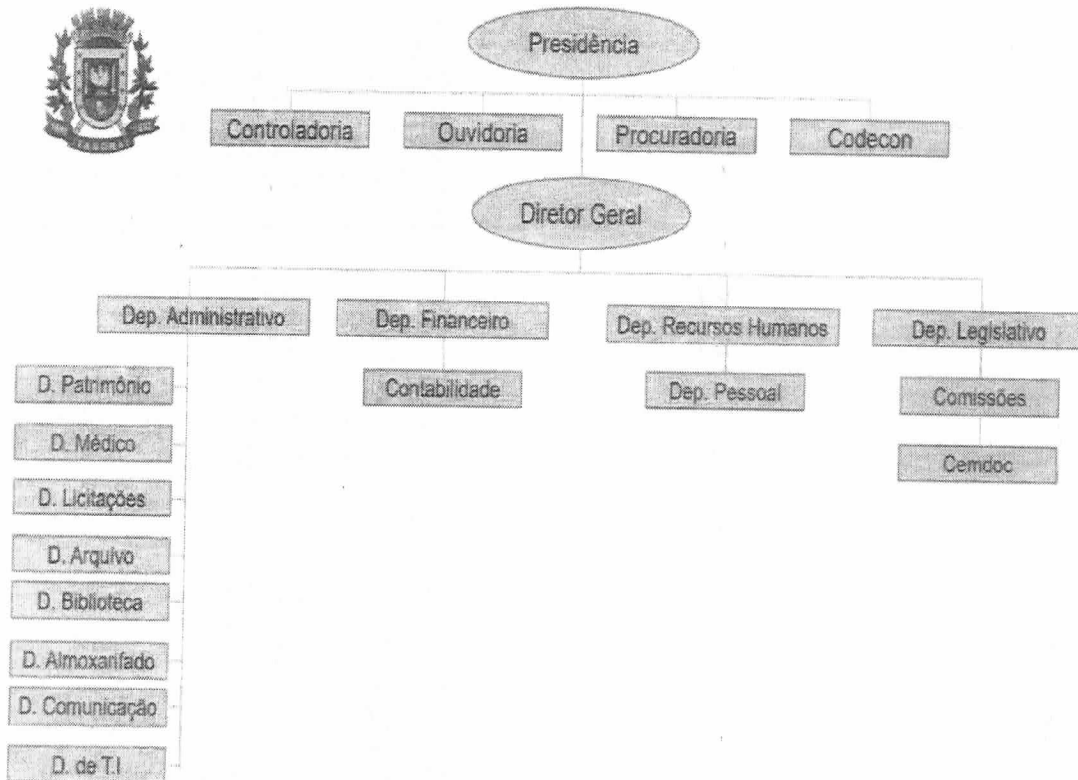 Presidência
Controladoria
Ouvidoria
Procuradoria
Codecon
Diretor Geral
Dep. Administrativo
Dep. Financeiro
Dep. Recursos Humanos
Dep. Legislativo
D. Patrimônio
Contabilidade
Dep. Pessoal
Comissões
D. Médico
Cemdoc
D. Licitações
D. Arquivo
D. Biblioteca
D. Almoxarifado
D. Comunicação
D. de T.I